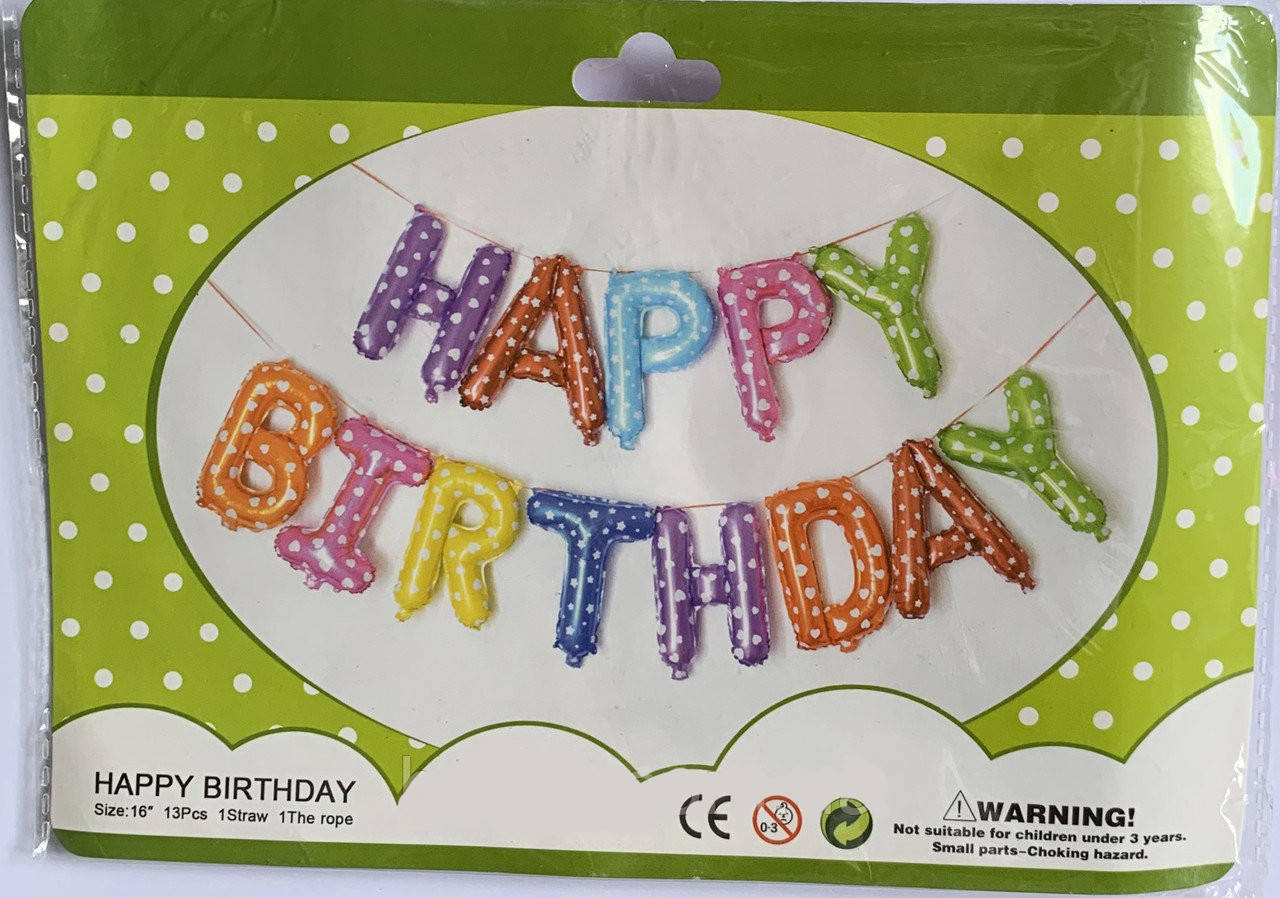 HAPPY
BIRTHDAY
HAPPY BIRTHDAY
Size:16" 13Pcs 1Straw 1The rope
CE
0-3
WARNING!
Not suitable for children under 3 years.
Small parts-Choking hazard.